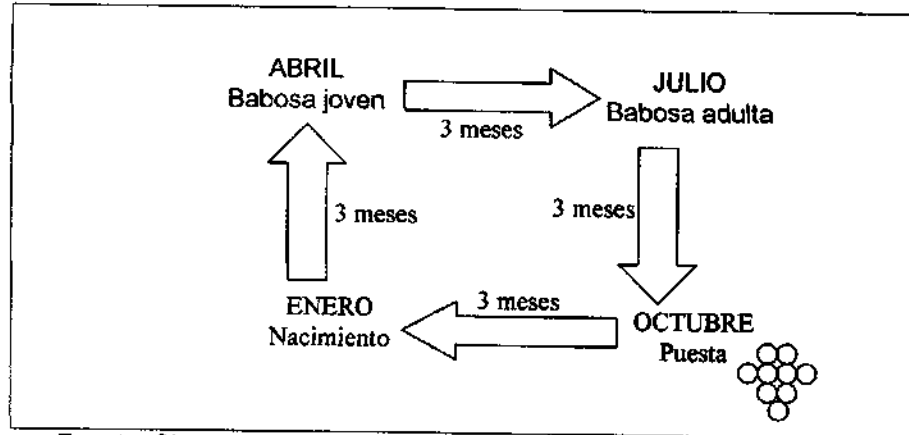 ABRIL
Babosa joven
3 meses
JULIO
Babosa adulta
3 meses
3 meses
ENERO
Nacimiento
3 meses
OCTUBRE
Puesta